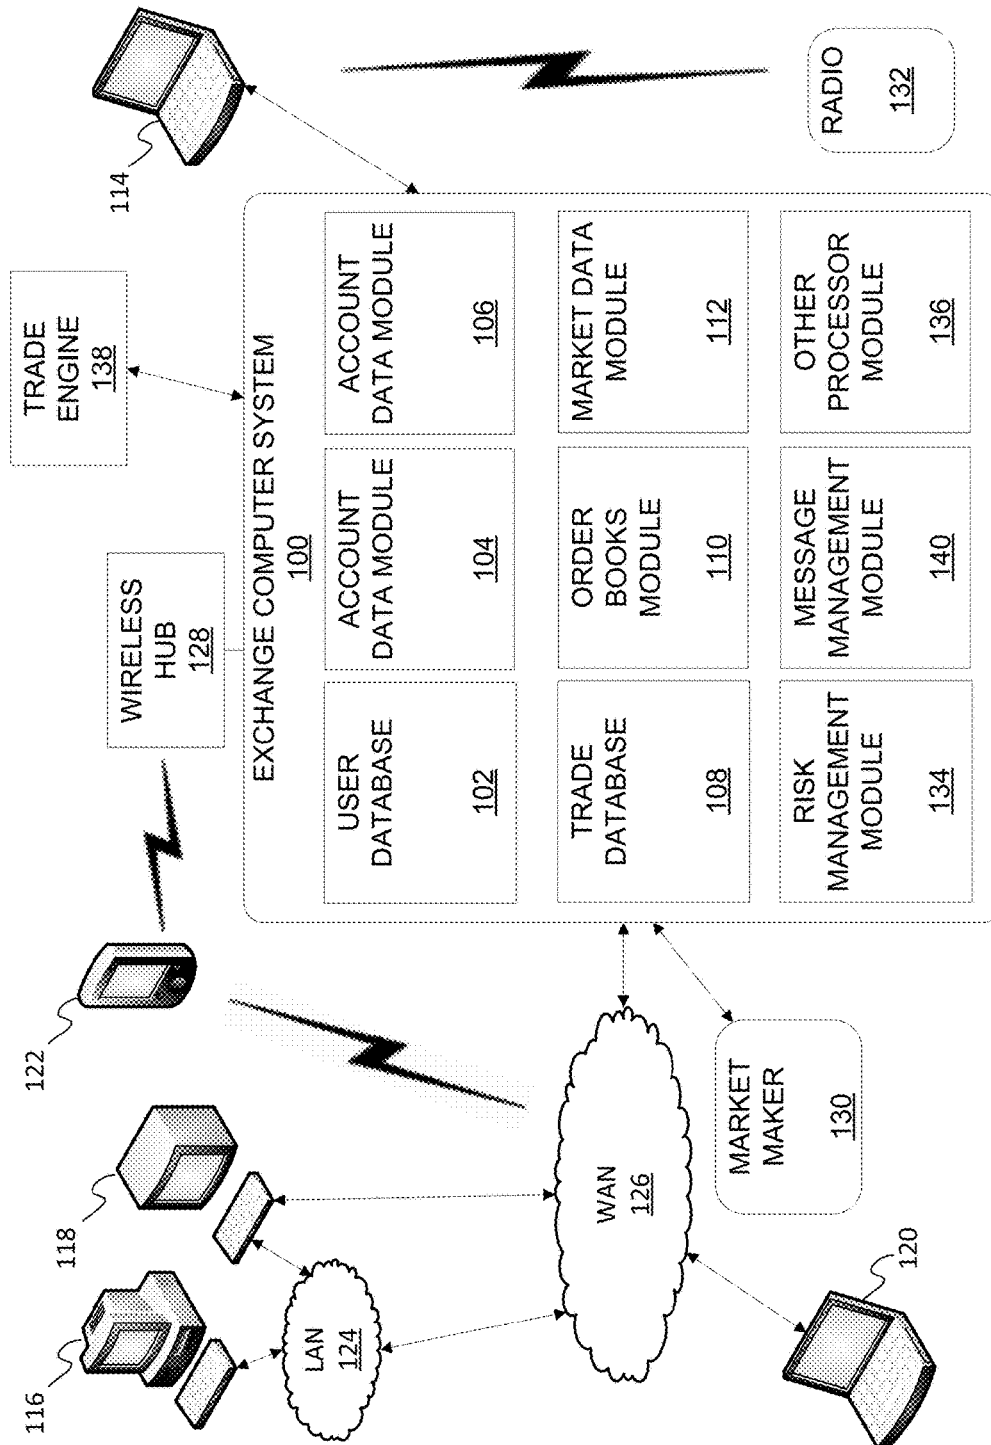 116
118
122
LAN
124
WAN
126
120
MARKET
MAKER
130
WIRELESS
HUB
128
TRADE
ENGINE
138
114
EXCHANGE COMPUTER SYSTEM
100
USER
DATABASE
102
ACCOUNT
DATA MODULE
104
ACCOUNT
DATA MODULE
106
TRADE
DATABASE
108
ORDER
BOOKS
MODULE
110
MARKET DATA
MODULE
112
RISK
MANAGEMENT
MODULE
134
MESSAGE
MANAGEMENT
MODULE
140
OTHER
PROCESSOR
MODULE
136
RADIO
132